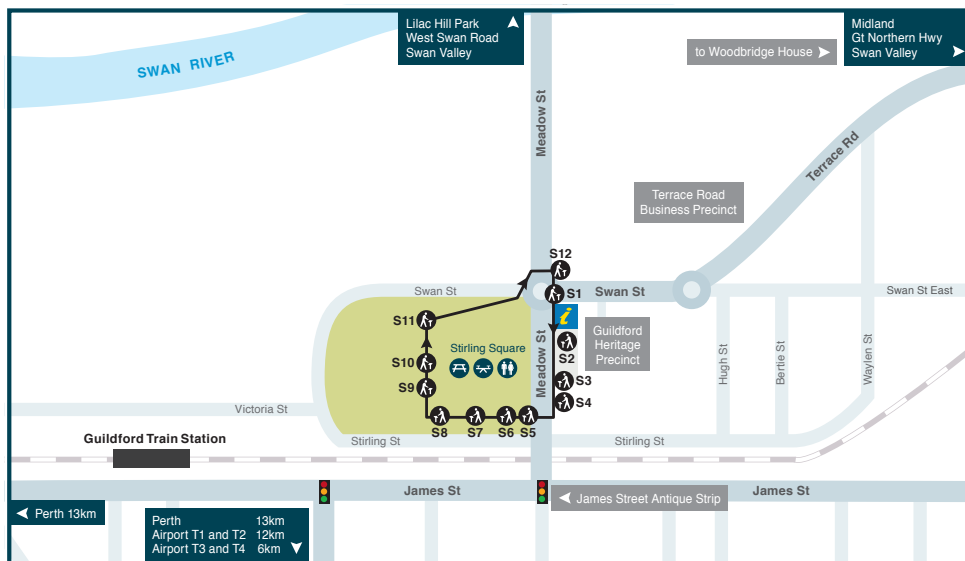 Lilac Hill Park
West Swan Road
Swan Valley
Midland
Gt Northern Hwy
Swan Valley
to Woodbridge House
SWAN RIVER
Meadow St
Terrace Rd
Terrace Road
Business Precinct
S12
Swan St
S1
Swan St
Swan St East
i
S11
Guildford
Heritage
Precinct
S2
Stirling Square
S10
S9
S3
S4
Meadow St
Hugh St
Bertie St
Waylen St
Victoria St
S8
S7
S6
S5
Guildford Train Station
Stirling St
Stirling St
James St
James Street Antique Strip
James St
Perth 13km
Perth 13km
Airport T1 and T2 12km
Airport T3 and T4 6km